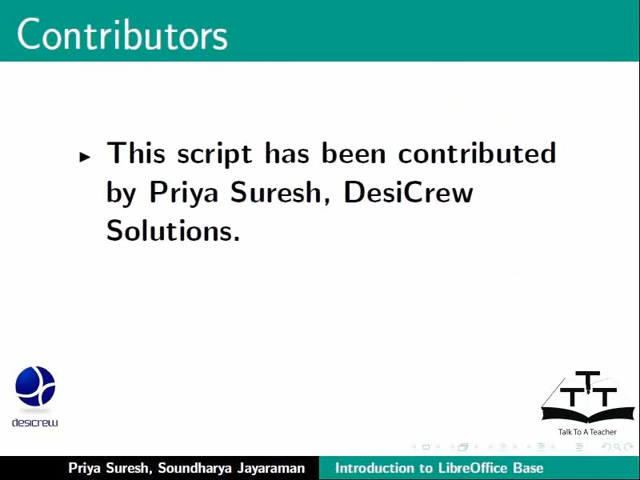 Contributors
This script has been contributed
by Priya Suresh, DesiCrew
Solutions.
desicrew
T T T
Talk To A Teacher
Priya Suresh, Soundharya Jayaraman
Introduction to LibreOffice Base